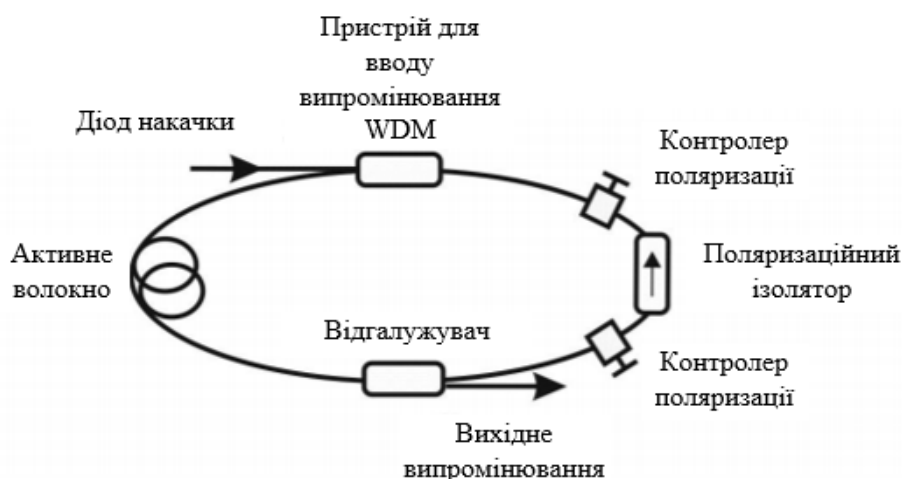 Пристрій для
вводу
випромінювання
WDM
Діод накачки
Контролер
поляризації
Активне
волокно
Поляризаційний
ізолятор
Відгалужувач
Контролер
поляризації
Вихідне
випромінювання